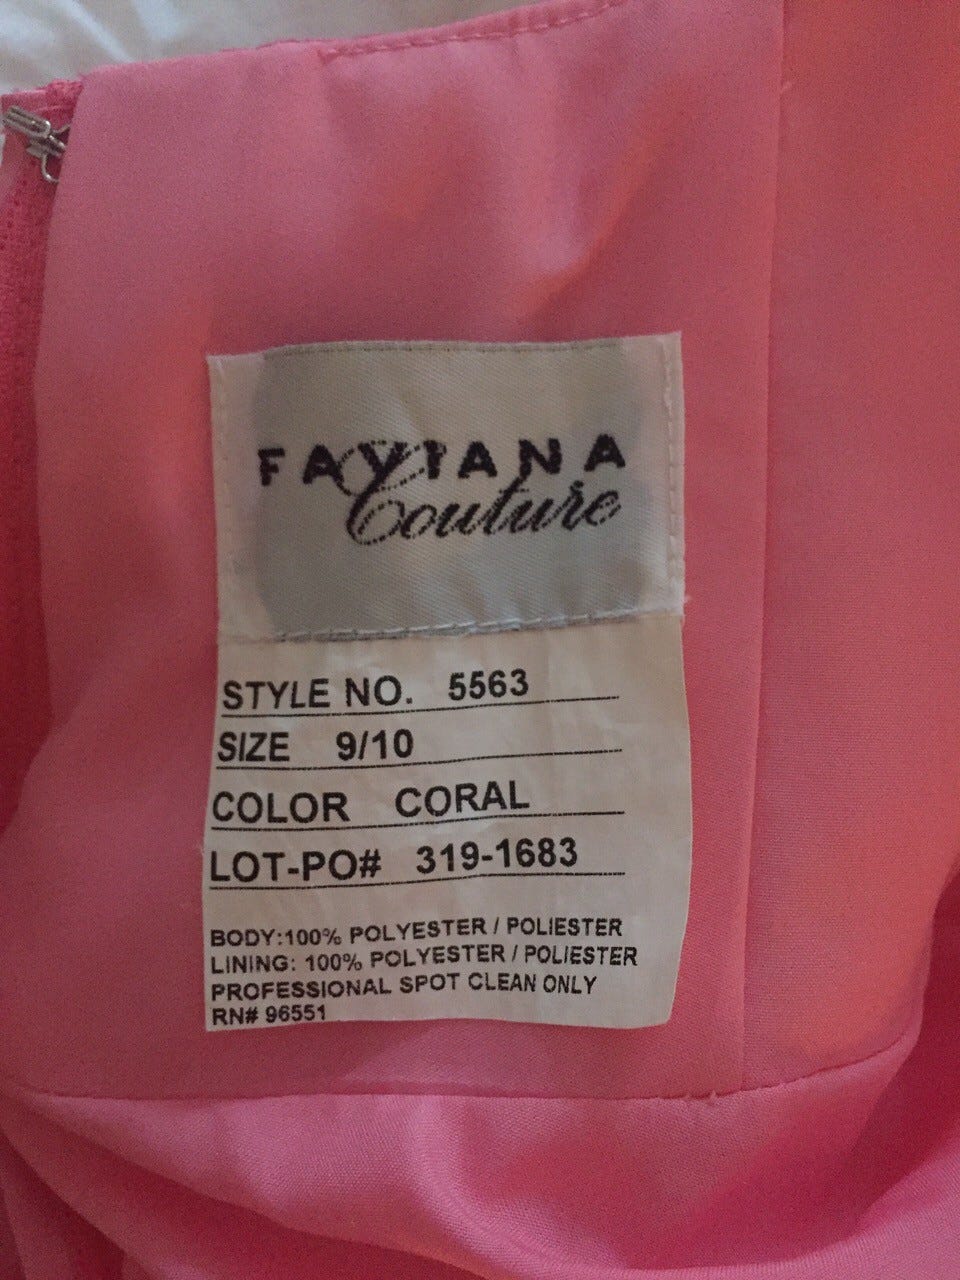 FAVIANA
Couture
STYLE NO. 5563
SIZE 9/10
COLOR CORAL
LOT-PO# 319-1683
BODY:100% POLYESTER / POLIESTER
LINING: 100% POLYESTER / POLIESTER
PROFESSIONAL SPOT CLEAN ONLY
RN# 96551